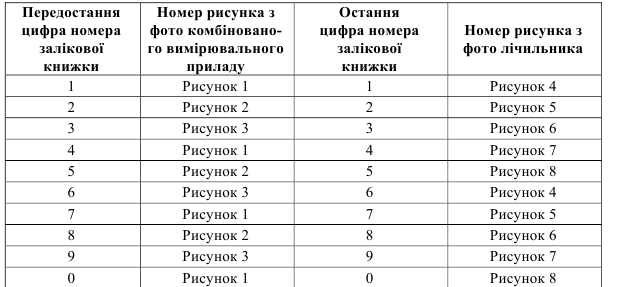 Передостання цифра номера залікової книжки | Номер рисунка з фото комбіновано-го вимірювального приладу | Остання цифра номера залікової книжки | Номер рисунка з фото лічильника
1 | Рисунок 1 | 1 | Рисунок 4
2 | Рисунок 2 | 2 | Рисунок 5
3 | Рисунок 3 | 3 | Рисунок 6
4 | Рисунок 1 | 4 | Рисунок 7
5 | Рисунок 2 | 5 | Рисунок 8
6 | Рисунок 3 | 6 | Рисунок 4
7 | Рисунок 1 | 7 | Рисунок 5
8 | Рисунок 2 | 8 | Рисунок 6
9 | Рисунок 3 | 9 | Рисунок 7
0 | Рисунок 1 | 0 | Рисунок 8